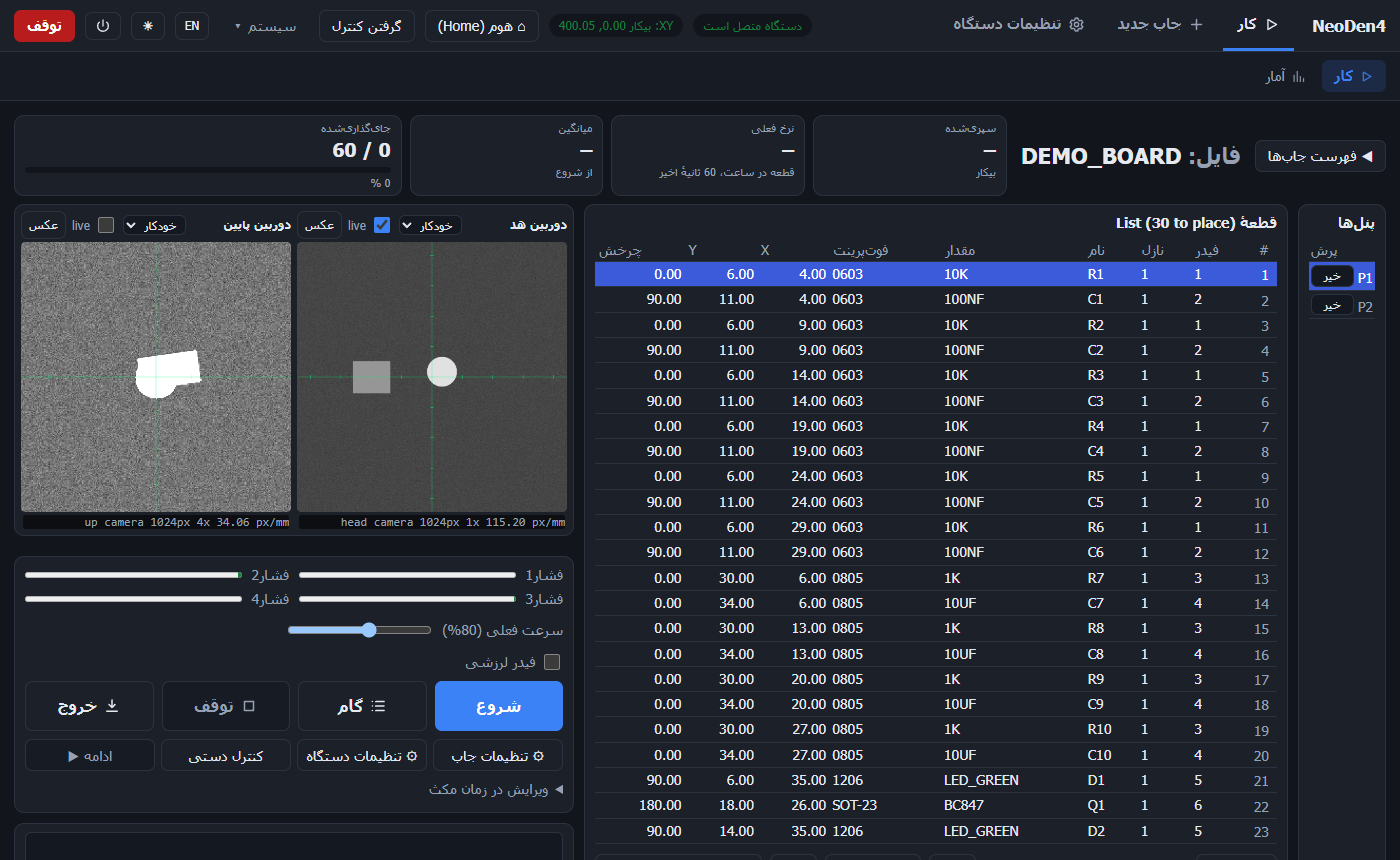 NeoDen4
کار
جاب جدید
تنظیمات دستگاه
دستگاه متصل است
XY: بیکار 0.00, 400.05
هوم (Home)
گرفتن کنترل
سیستم
EN
توقف
کار
آمار
فهرست جاب‌ها
فایل: DEMO_BOARD
سپری‌شده
—
بیکار
نرخ فعلی
—
قطعه در ساعت، 60 ثانیهٔ اخیر
میانگین
—
از شروع
جای‌گذاری‌شده
0 / 60
0 %
پنل‌ها
پرش
P1 خیر
P2 خیر
قطعهٔ List (30 to place)
# فیدر نازل نام مقدار فوت‌پرینت X Y چرخش
1 1 1 R1 10K 0603 4.00 6.00 0.00
2 2 1 C1 100NF 0603 4.00 11.00 90.00
3 1 1 R2 10K 0603 9.00 6.00 0.00
4 2 1 C2 100NF 0603 9.00 11.00 90.00
5 1 1 R3 10K 0603 14.00 6.00 0.00
6 2 1 C3 100NF 0603 14.00 11.00 90.00
7 1 1 R4 10K 0603 19.00 6.00 0.00
8 2 1 C4 100NF 0603 19.00 11.00 90.00
9 1 1 R5 10K 0603 24.00 6.00 0.00
10 2 1 C5 100NF 0603 24.00 11.00 90.00
11 1 1 R6 10K 0603 29.00 6.00 0.00
12 2 1 C6 100NF 0603 29.00 11.00 90.00
13 3 1 R7 1K 0805 6.00 30.00 0.00
14 4 1 C7 10UF 0805 6.00 34.00 0.00
15 3 1 R8 1K 0805 13.00 30.00 0.00
16 4 1 C8 10UF 0805 13.00 34.00 0.00
17 3 1 R9 1K 0805 20.00 30.00 0.00
18 4 1 C9 10UF 0805 20.00 34.00 0.00
19 3 1 R10 1K 0805 27.00 30.00 0.00
20 4 1 C10 10UF 0805 27.00 34.00 0.00
21 5 1 D1 LED_GREEN 1206 35.00 6.00 90.00
22 6 1 Q1 BC847 SOT-23 26.00 18.00 180.00
23 5 1 D2 LED_GREEN 1206 35.00 14.00 90.00
دوربین هد خودکار live عکس
دوربین پایین خودکار live عکس
head camera 1024px 1x 115.20 px/mm
up camera 1024px 4x 34.06 px/mm
فشار1 فشار2
فشار3 فشار4
سرعت فعلی (80%)
فیدر لرزشی
شروع
گام
توقف
خروج
تنظیمات جاب
تنظیمات دستگاه
کنترل دستی
ادامه
ویرایش در زمان مکث